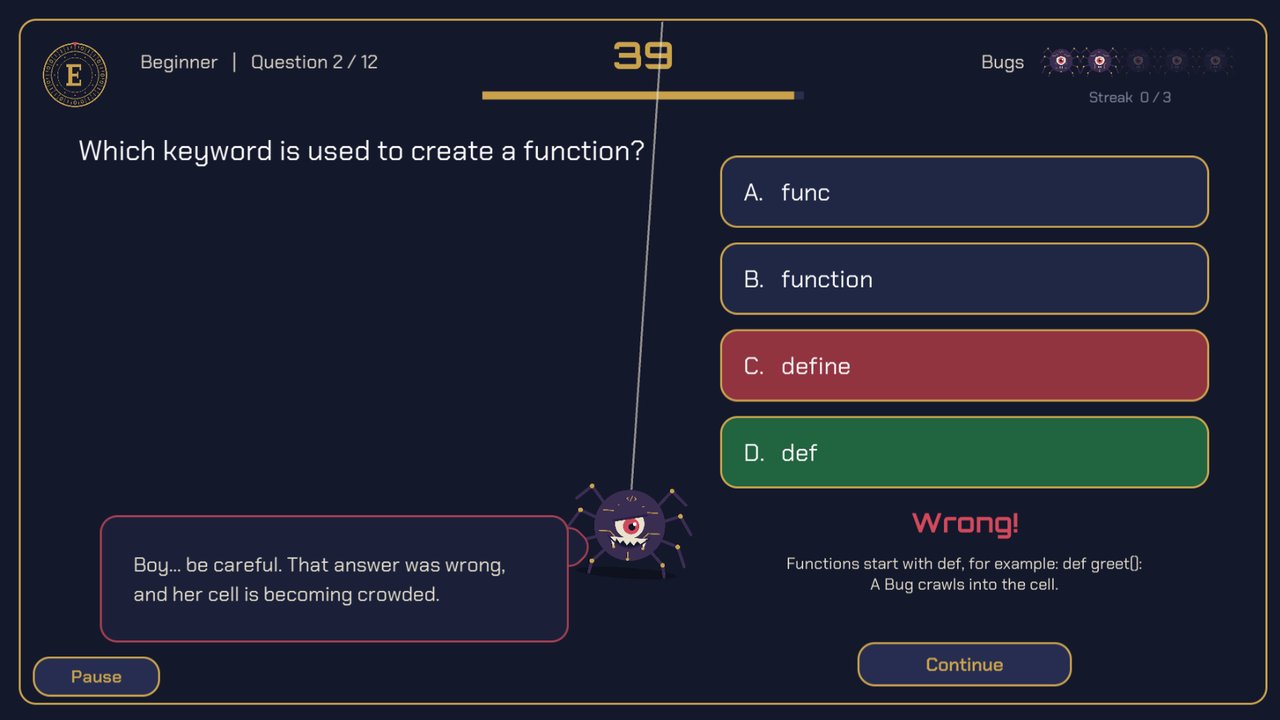 E
Beginner | Question 2 / 12
39
Bugs
Streak 0 / 3
Which keyword is used to create a function?
A. func
B. function
C. define
D. def
</>
Wrong!
Functions start with def, for example: def greet():
A Bug crawls into the cell.
Boy... be careful. That answer was wrong,
and her cell is becoming crowded.
Pause
Continue